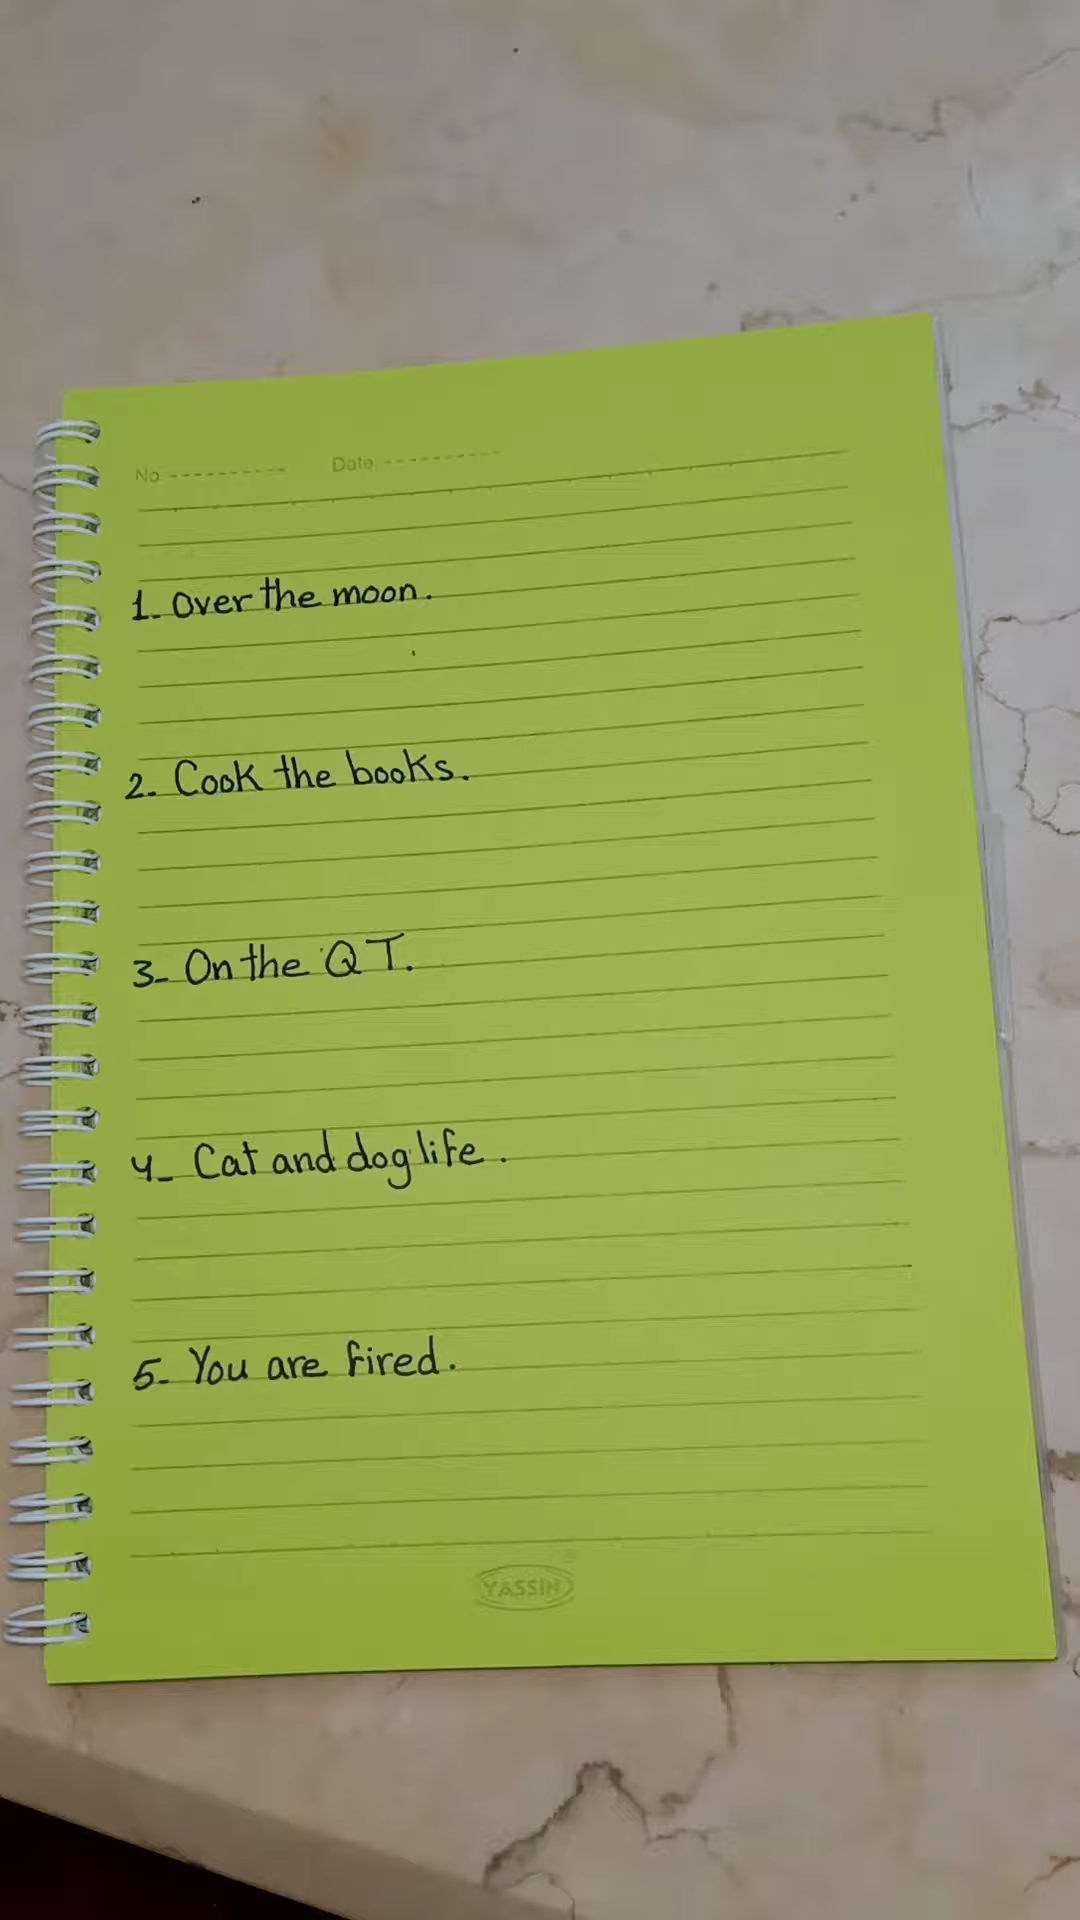 No ----------- Date -----------
1. Over the moon.
2. Cook the books.
3- On the QT.
4- Cat and dog life.
5- You are fired.
YASSIN